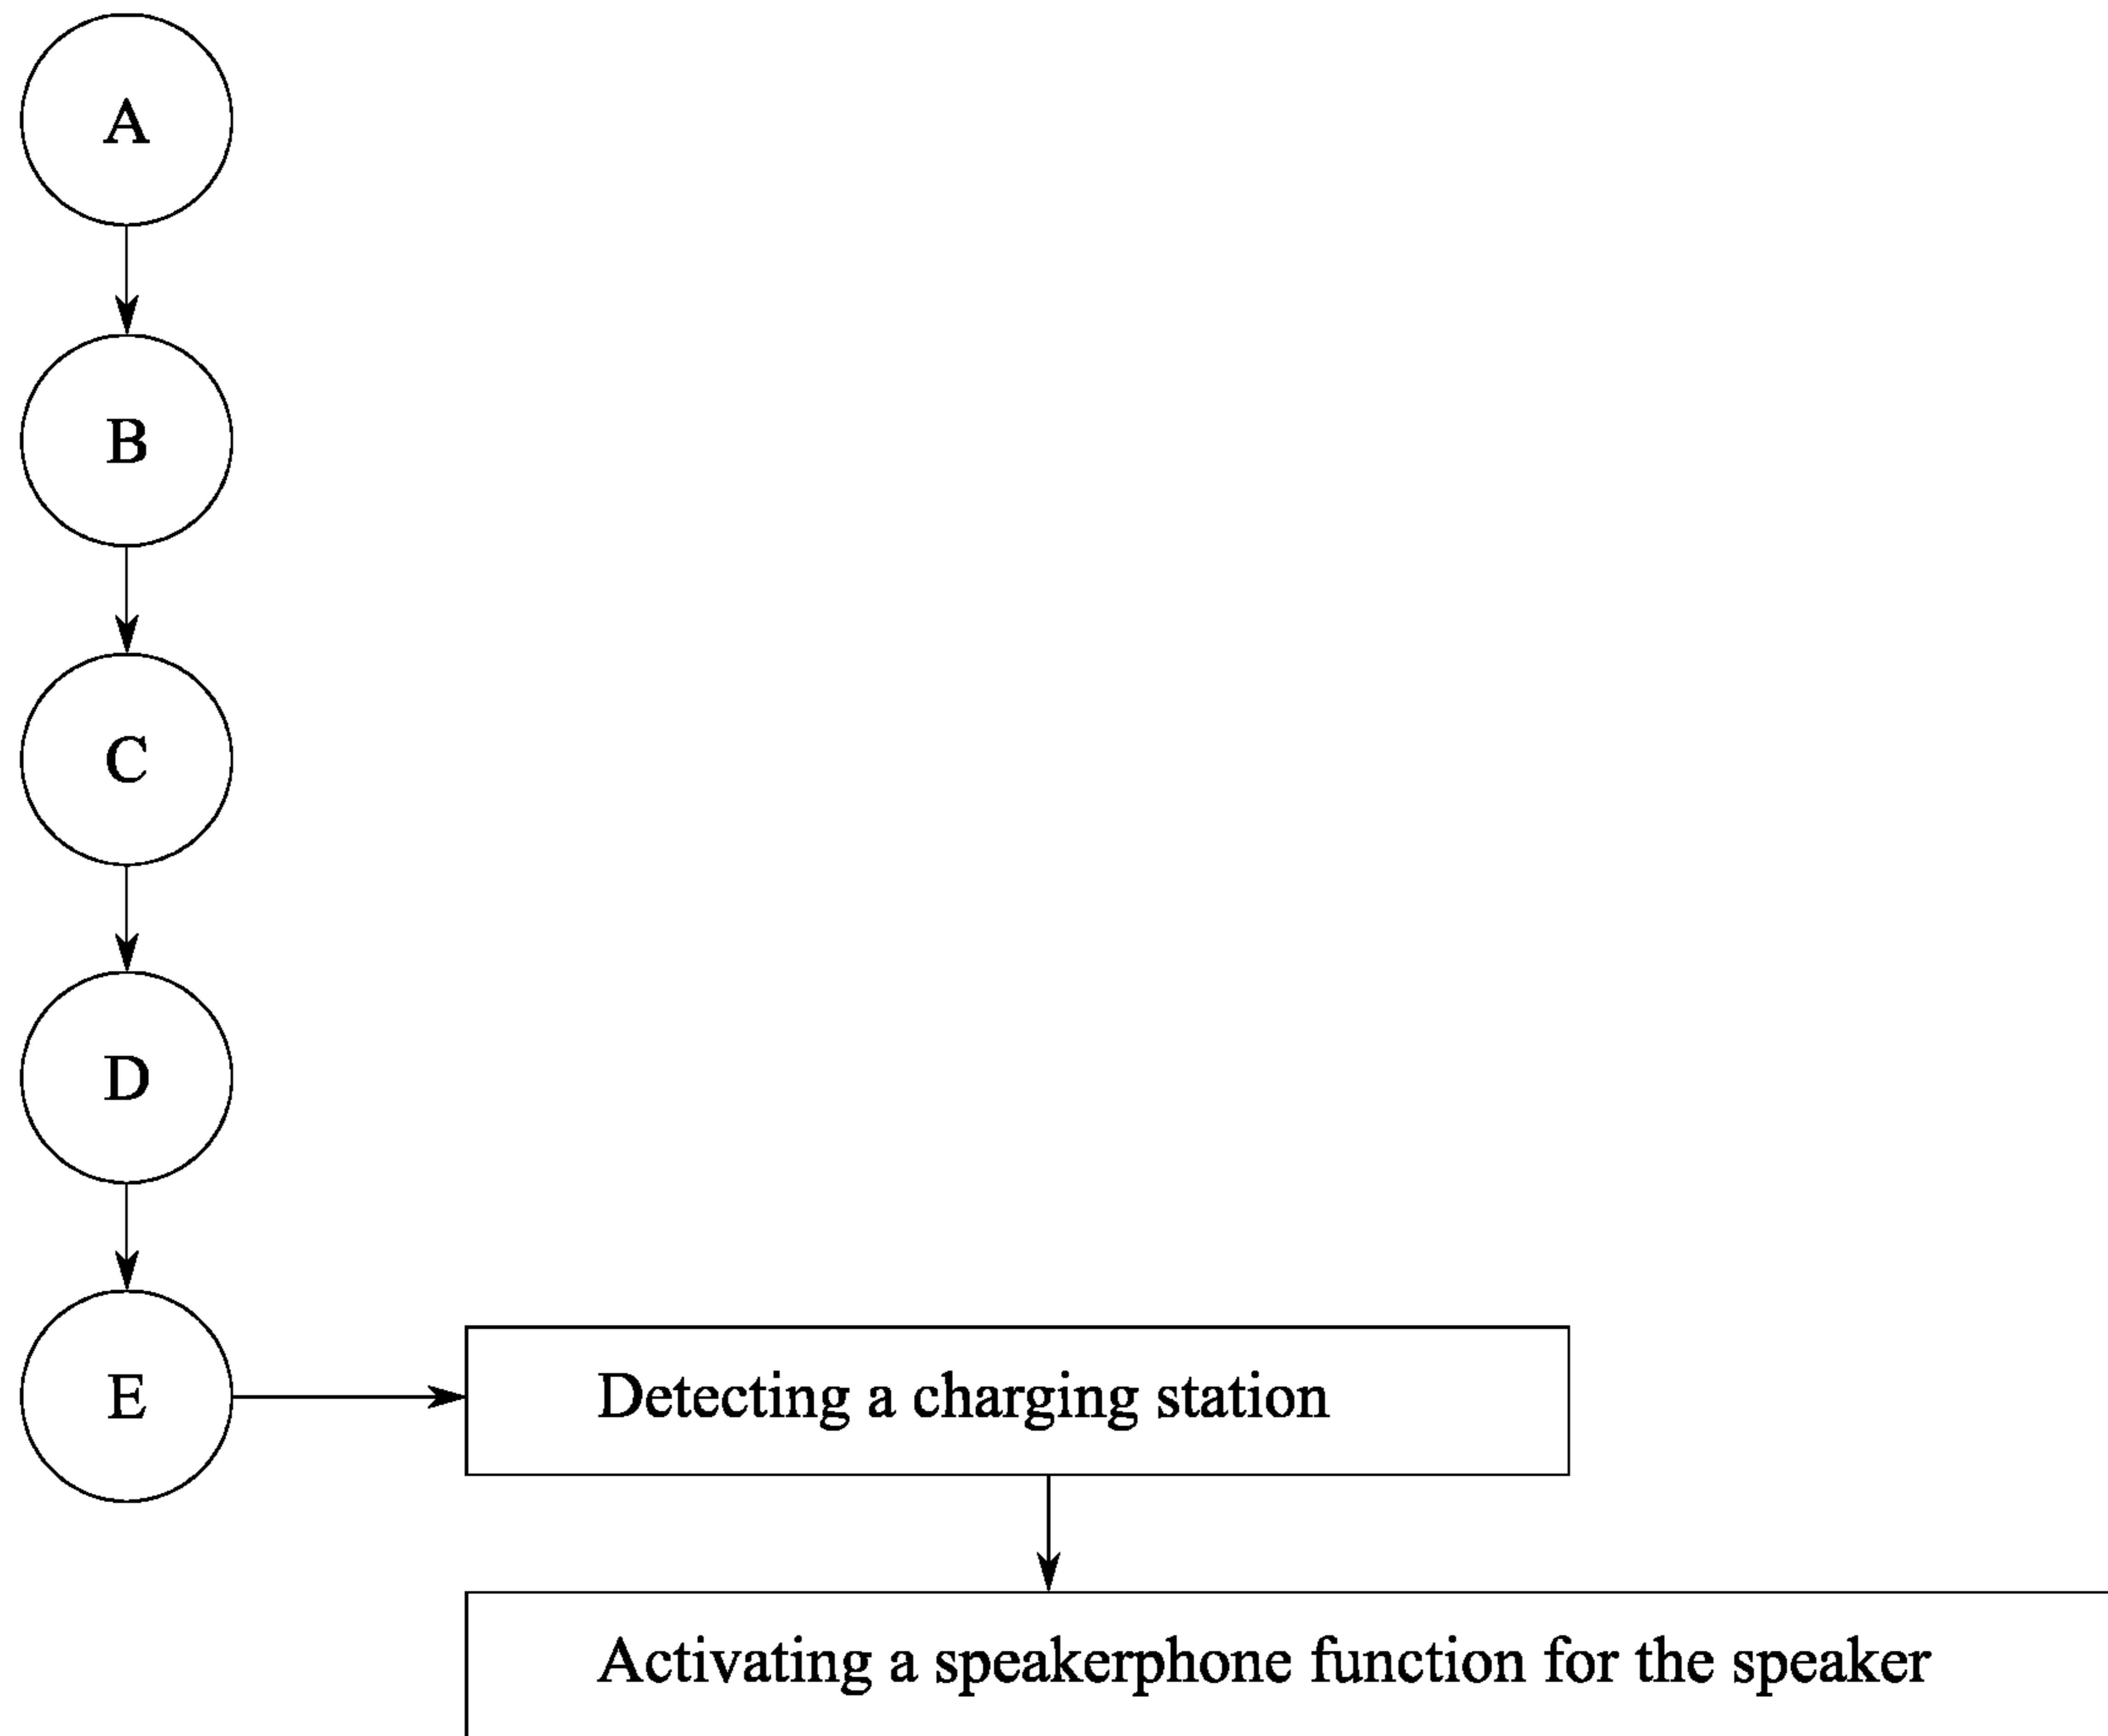 A
B
C
D
E
Detecting a charging station
Activating a speakerphone function for the speaker